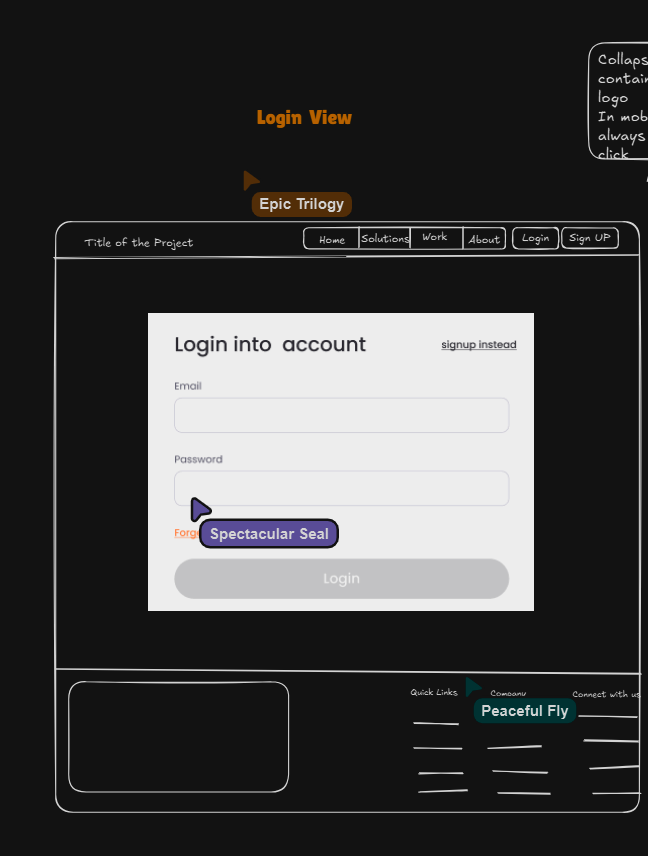 Collaps
contain
logo
In mob
always
click
Login View
Epic Trilogy
Title of the Project
Home
Solutions
Work
About
Login
Sign UP
Login into  account
signup instead
Email
Password
Forg
Spectacular Seal
Login
Quick Links
Company
Connect with us
Peaceful Fly